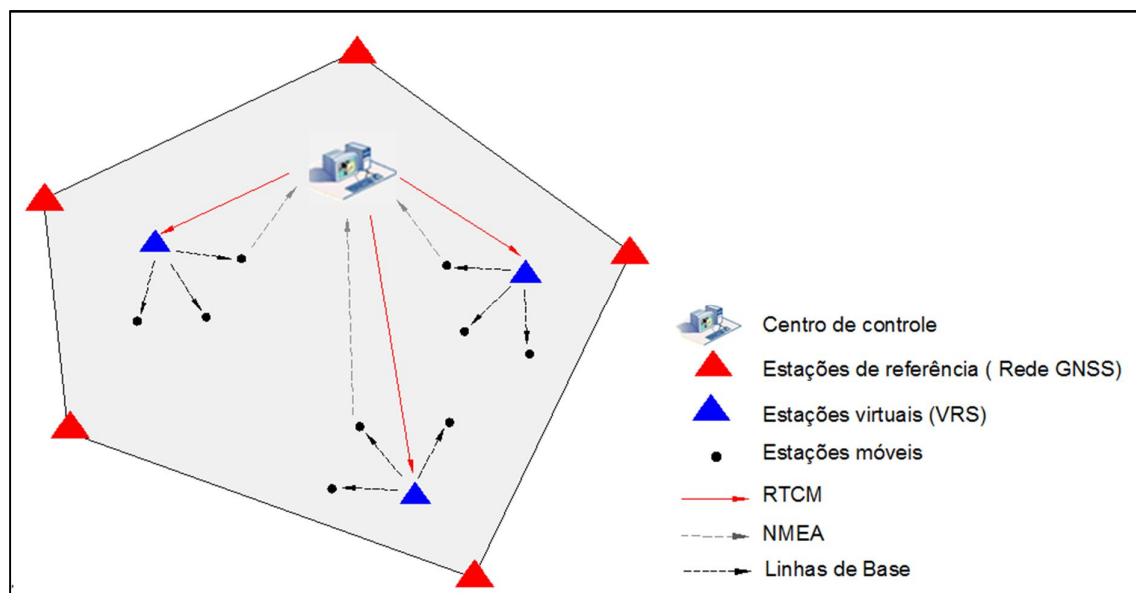 Centro de controle
Estações de referência ( Rede GNSS)
Estações virtuais (VRS)
Estações móveis
RTCM
NMEA
Linhas de Base